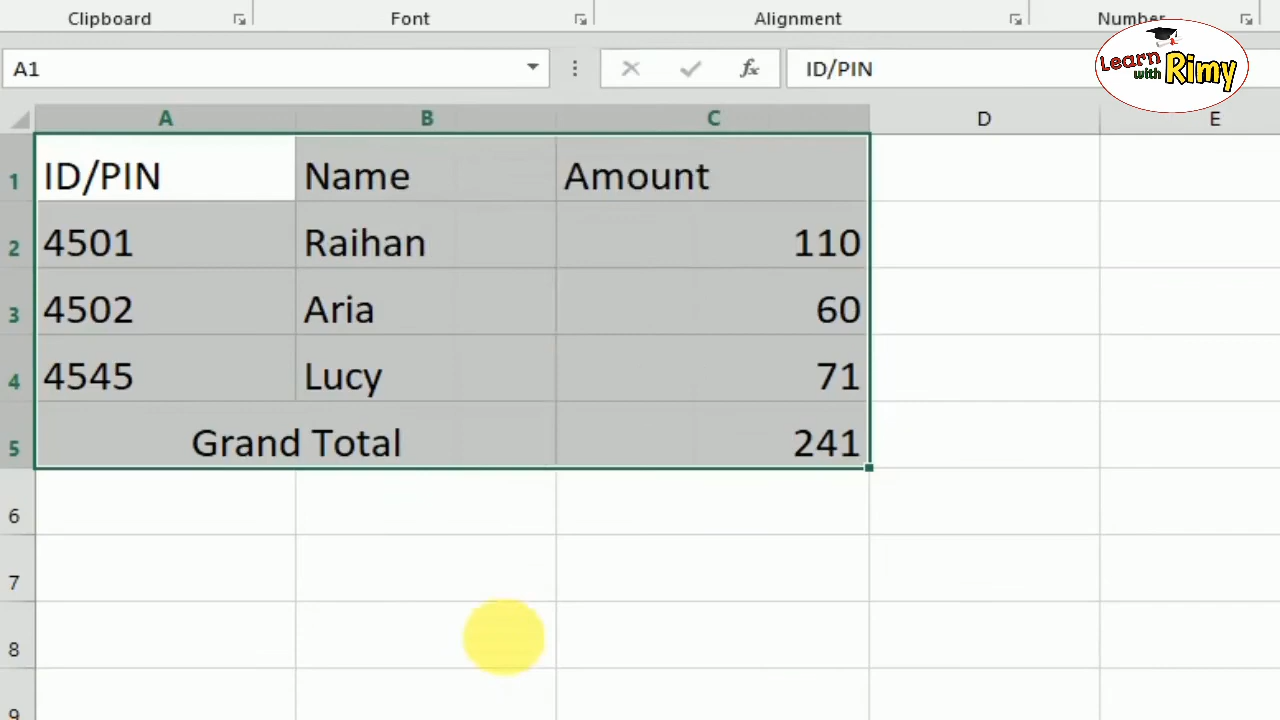 Clipboard Font Alignment Number
A1 ID/PIN
Learn with Rimy
A B C D E
1 ID/PIN Name Amount
2 4501 Raihan 110
3 4502 Aria 60
4 4545 Lucy 71
5 Grand Total 241
6
7
8
9